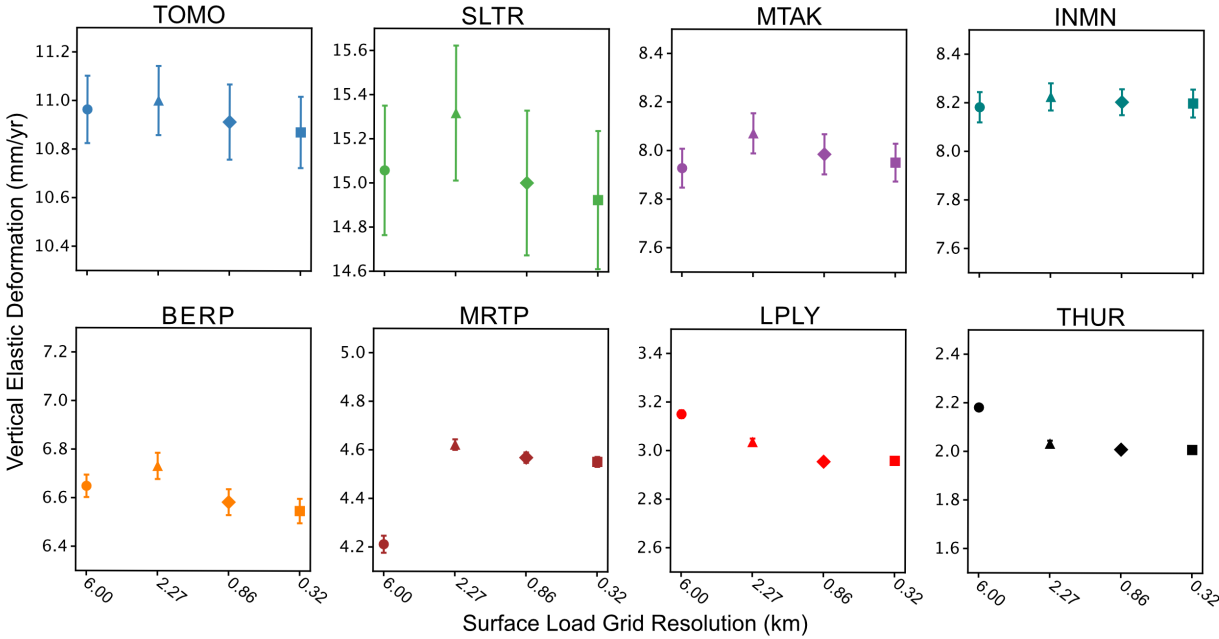 TOMO SLTR MTAK INMN
11.2 15.6 8.4 8.4
11.0 15.4 8.2 8.2
10.8 15.2 8.0 8.0
10.6 15.0 7.8 7.8
10.4 14.8 7.6 7.6
14.6
Vertical Elastic Deformation (mm/yr)
BERP MRTP LPLY THUR
7.2 5.0 3.4 2.4
7.0 4.8 3.2 2.2
6.8 4.6 3.0 2.0
6.6 4.4 2.8 1.8
6.4 4.2 2.6 1.6
6.00 2.27 0.86 0.32 6.00 2.27 0.86 0.32 6.00 2.27 0.86 0.32 6.00 2.27 0.86 0.32
Surface Load Grid Resolution (km)